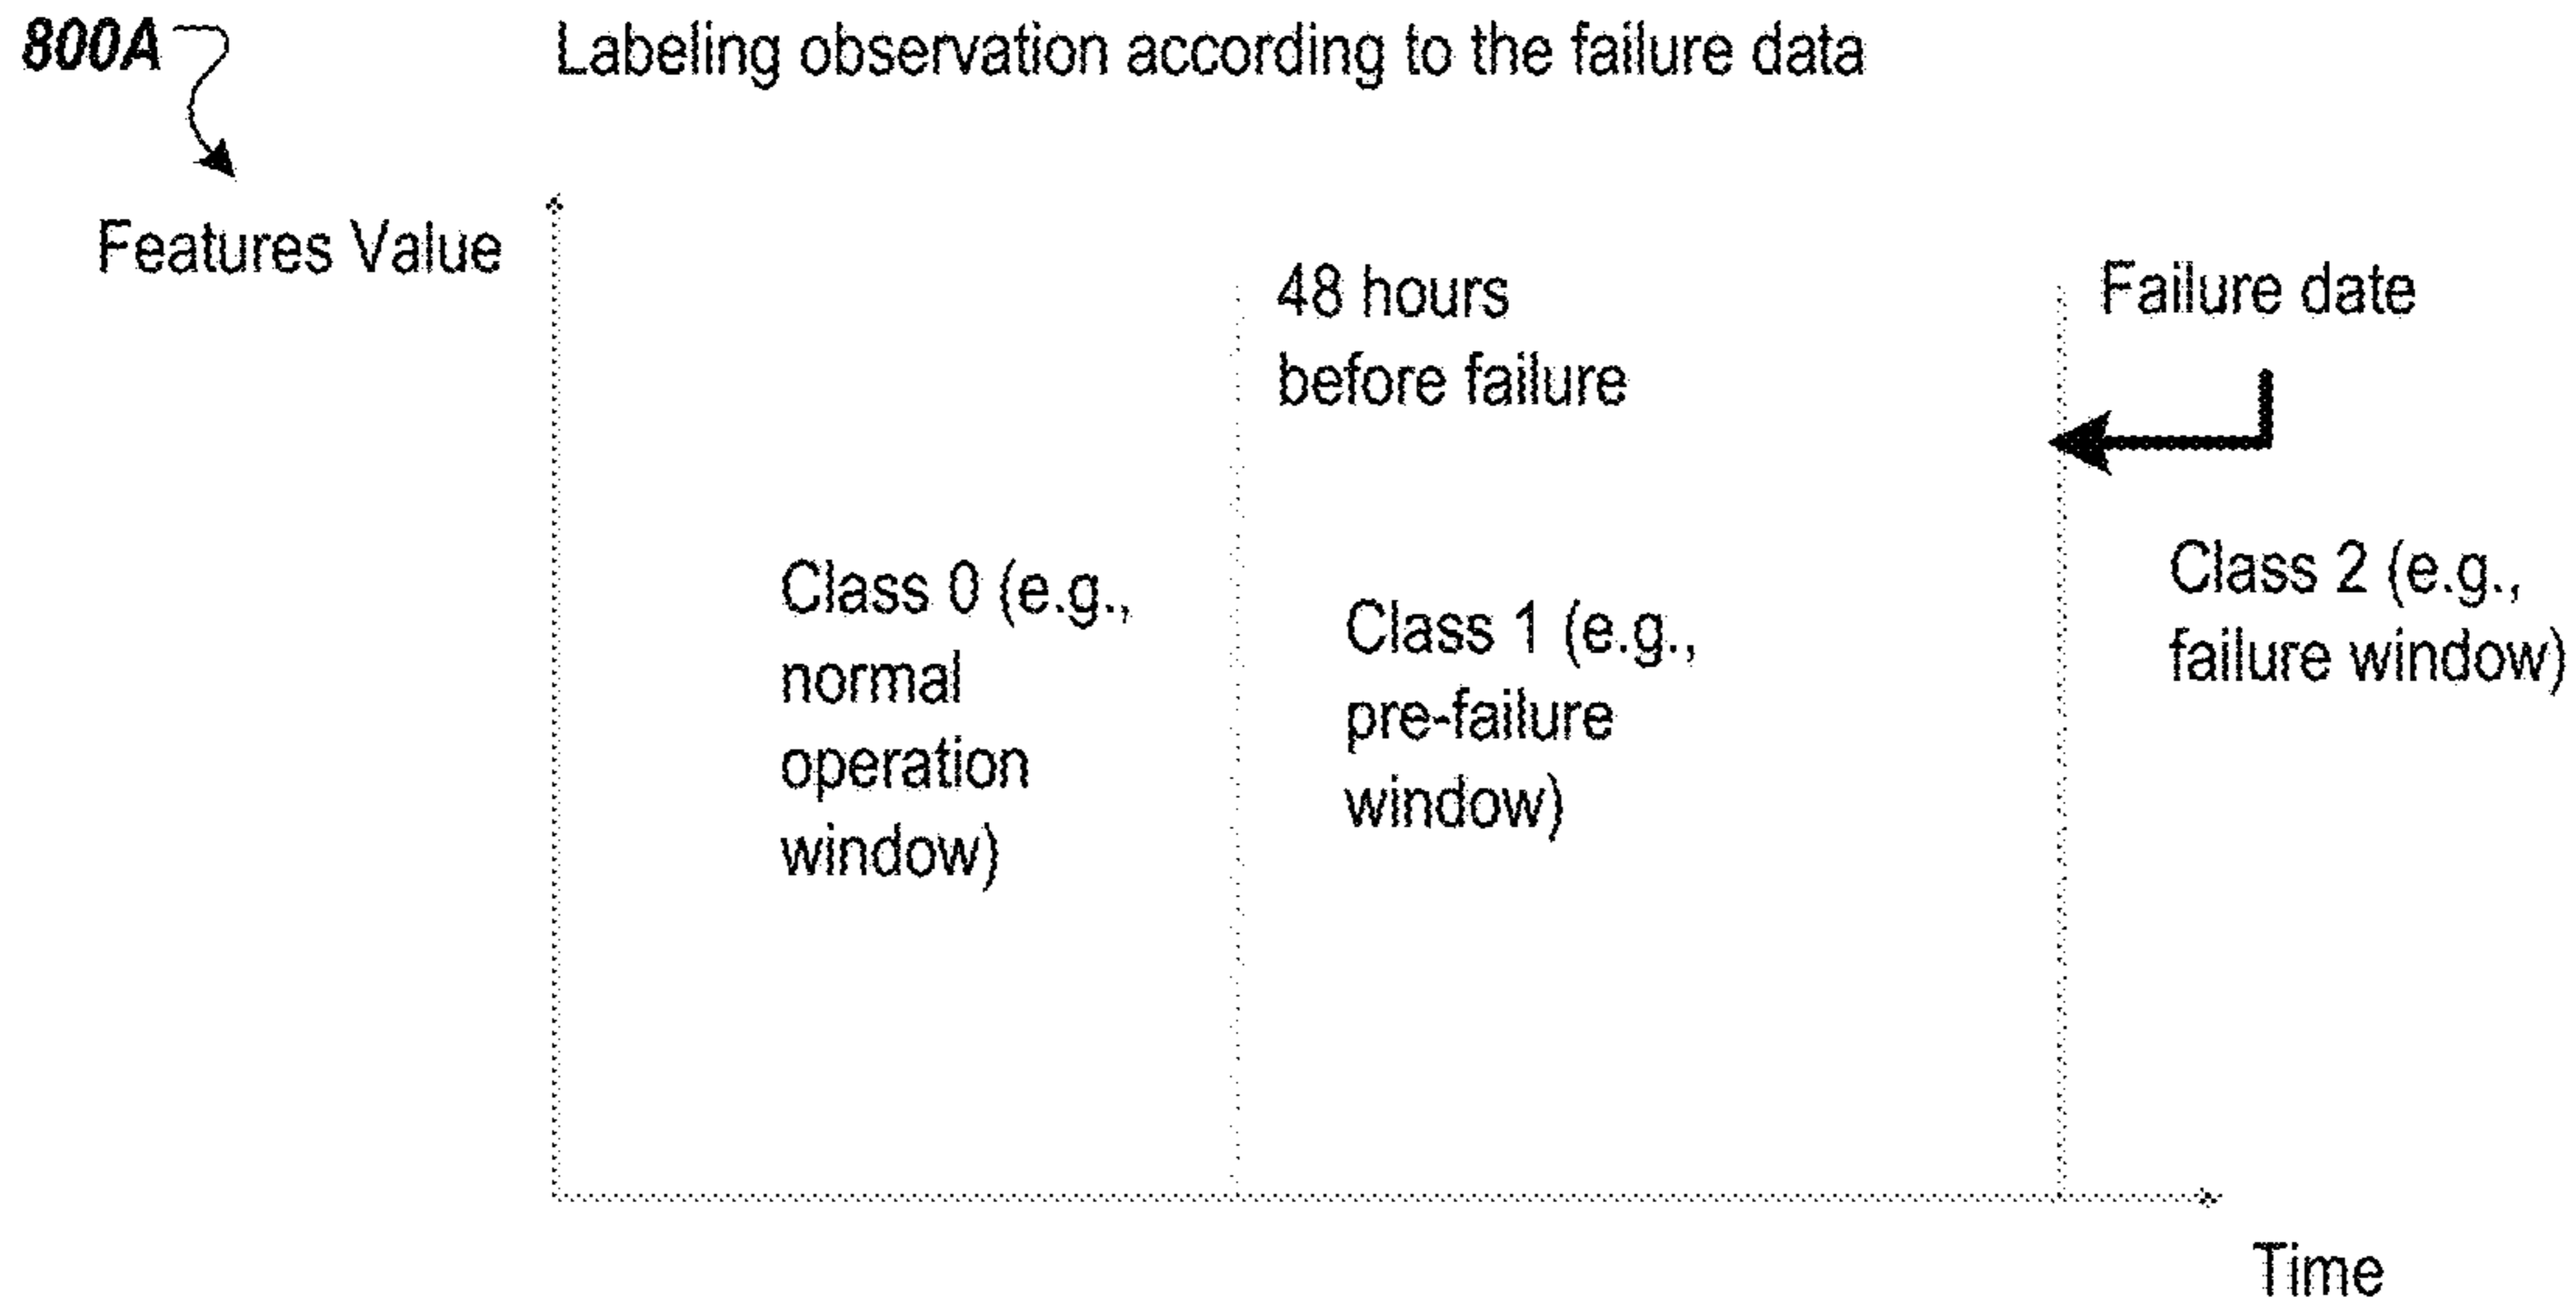 800A
Labeling observation according to the failure data
Features Value
48 hours
before failure
Failure date
Class 0 (e.g.,
normal
operation
window)
Class 1 (e.g.,
pre-failure
window)
Class 2 (e.g.,
failure window)
Time